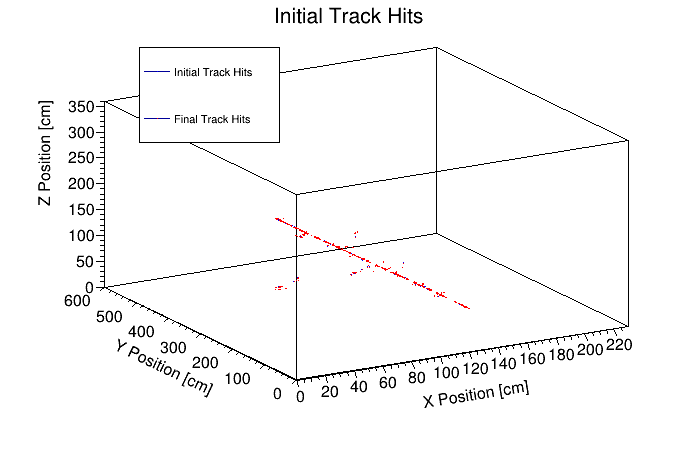 Initial Track Hits
Initial Track Hits
Final Track Hits
Z Position [cm]
350
300
250
200
150
100
50
0
600
500
400
300
200
100
0
Y Position [cm]
0 20 40 60 80 100 120 140 160 180 200 220
X Position [cm]